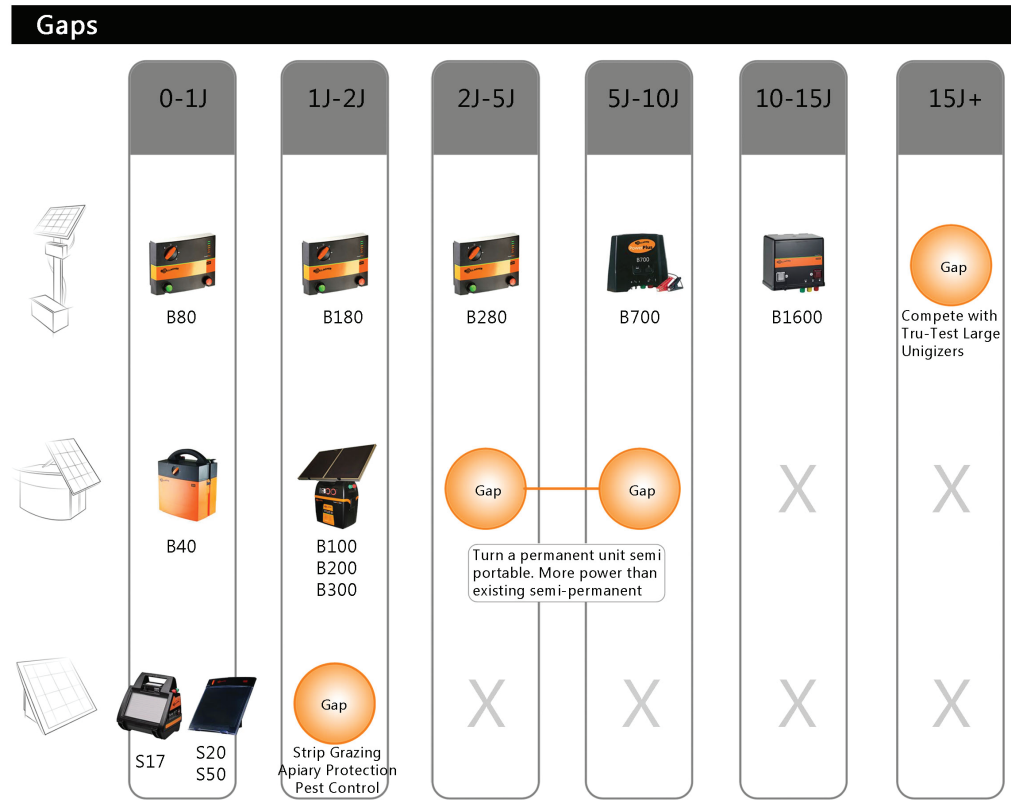 Gaps
0-1J
1J-2J
2J-5J
5J-10J
10-15J
15J+
B80
B180
B280
B700
B700
B1600
Gap
Compete with
Tru-Test Large
Unigizers
B40
B100
B200
B300
Gap
Gap
Turn a permanent unit semi
portable. More power than
existing semi-permanent
X
X
S17
S20
S50
Gap
Strip Grazing
Apiary Protection
Pest Control
X
X
X
X